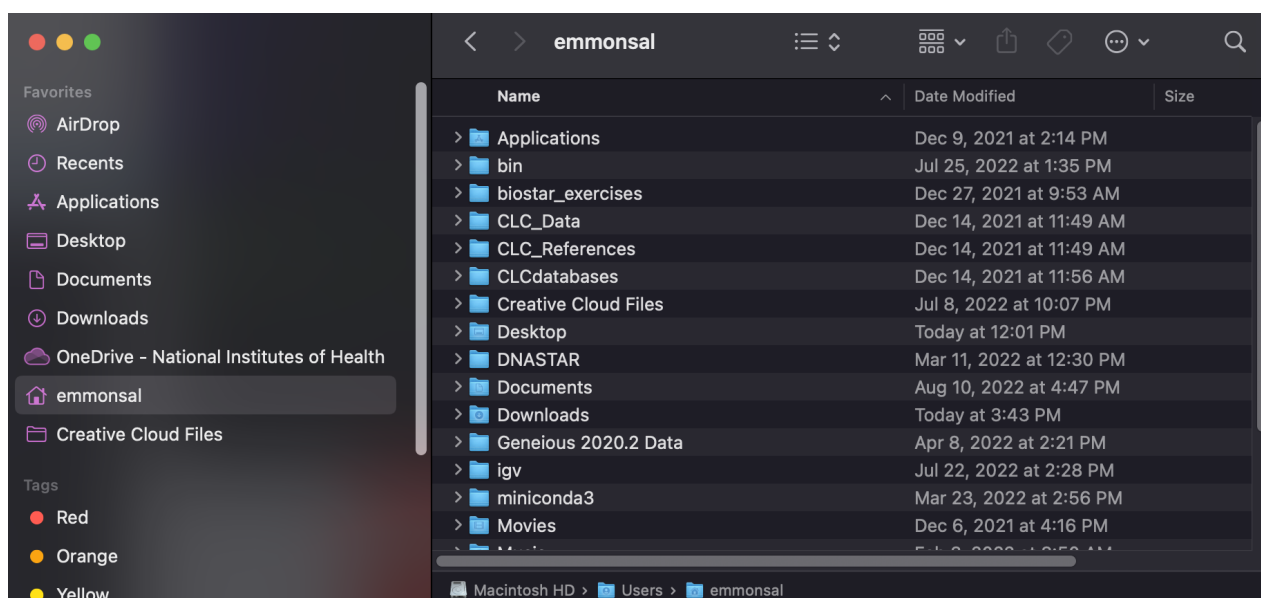 emmonsal
Favorites
AirDrop
Recents
Applications
Desktop
Documents
Downloads
OneDrive - National Institutes of Health
emmonsal
Creative Cloud Files
Tags
Red
Orange
Yellow
Name Date Modified Size
Applications Dec 9, 2021 at 2:14 PM
bin Jul 25, 2022 at 1:35 PM
biostar_exercises Dec 27, 2021 at 9:53 AM
CLC_Data Dec 14, 2021 at 11:49 AM
CLC_References Dec 14, 2021 at 11:49 AM
CLCdatabases Dec 14, 2021 at 11:56 AM
Creative Cloud Files Jul 8, 2022 at 10:07 PM
Desktop Today at 12:01 PM
DNASTAR Mar 11, 2022 at 12:30 PM
Documents Aug 10, 2022 at 4:47 PM
Downloads Today at 3:43 PM
Geneious 2020.2 Data Apr 8, 2022 at 2:21 PM
igv Jul 22, 2022 at 2:28 PM
miniconda3 Mar 23, 2022 at 2:56 PM
Movies Dec 6, 2021 at 4:16 PM
Macintosh HD › Users › emmonsal